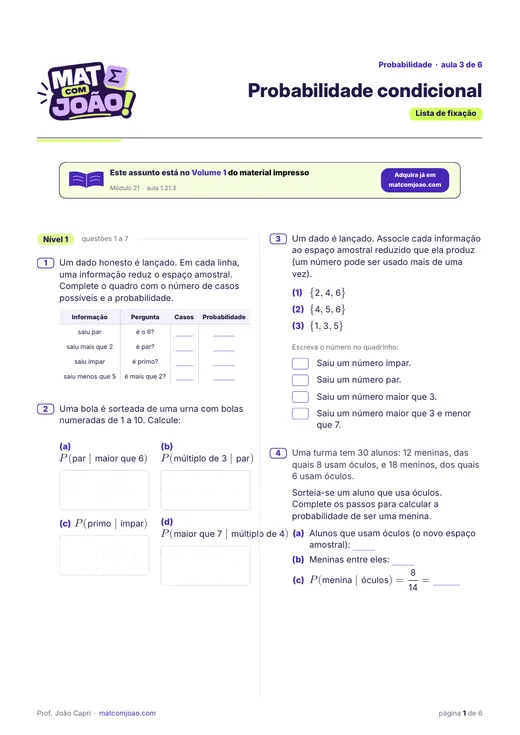 MAT Σ
COM
JOÃO!
Probabilidade · aula 3 de 6
Probabilidade condicional
Lista de fixação
Este assunto está no Volume 1 do material impresso
Módulo 21 · aula 1.21.3
Adquira já em
matcomjoao.com
Nível 1 questões 1 a 7
1 Um dado honesto é lançado. Em cada linha,
uma informação reduz o espaço amostral.
Complete o quadro com o número de casos
possíveis e a probabilidade.
Informação Pergunta Casos Probabilidade
saiu par é o 6? ____ ____
saiu mais que 2 é par? ____ ____
saiu ímpar é primo? ____ ____
saiu menos que 5 é mais que 2? ____ ____
2 Uma bola é sorteada de uma urna com bolas
numeradas de 1 a 10. Calcule:
(a) (b)
P(par | maior que 6) P(múltiplo de 3 | par)
(c) P(primo | ímpar) (d)
P(maior que 7 | múltiplo de 4)
3 Um dado é lançado. Associe cada informação
ao espaço amostral reduzido que ela produz
(um número pode ser usado mais de uma
vez).
(1) {2, 4, 6}
(2) {4, 5, 6}
(3) {1, 3, 5}
Escreva o número no quadrinho:
Saiu um número ímpar.
Saiu um número par.
Saiu um número maior que 3.
Saiu um número maior que 3 e menor
que 7.
4 Uma turma tem 30 alunos: 12 meninas, das
quais 8 usam óculos, e 18 meninos, dos quais
6 usam óculos.
Sorteia-se um aluno que usa óculos.
Complete os passos para calcular a
probabilidade de ser uma menina.
(a) Alunos que usam óculos (o novo espaço
amostral): ____
(b) Meninas entre eles: ____
(c) P(menina | óculos) = 8/14 = ____
Prof. João Capri · matcomjoao.com
página 1 de 6